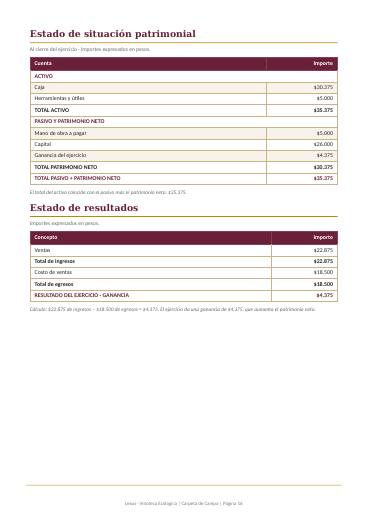 Estado de situación patrimonial
Al cierre del ejercicio · Importes expresados en pesos.
Cuenta Importe
ACTIVO
Caja $30.375
Herramientas y útiles $5.000
TOTAL ACTIVO $35.375
PASIVO Y PATRIMONIO NETO
Mano de obra a pagar $5.000
Capital $26.000
Ganancia del ejercicio $4.375
TOTAL PATRIMONIO NETO $30.375
TOTAL PASIVO + PATRIMONIO NETO $35.375
El total del activo coincide con el pasivo más el patrimonio neto: $35.375.
Estado de resultados
Importes expresados en pesos.
Concepto Importe
Ventas $22.875
Total de ingresos $22.875
Costo de ventas $18.500
Total de egresos $18.500
RESULTADO DEL EJERCICIO · GANANCIA $4.375
Cálculo: $22.875 de ingresos − $18.500 de egresos = $4.375. El ejercicio da una ganancia de $4.375, que aumenta el patrimonio neto.
Ecológica | Carpeta de Campo | Página